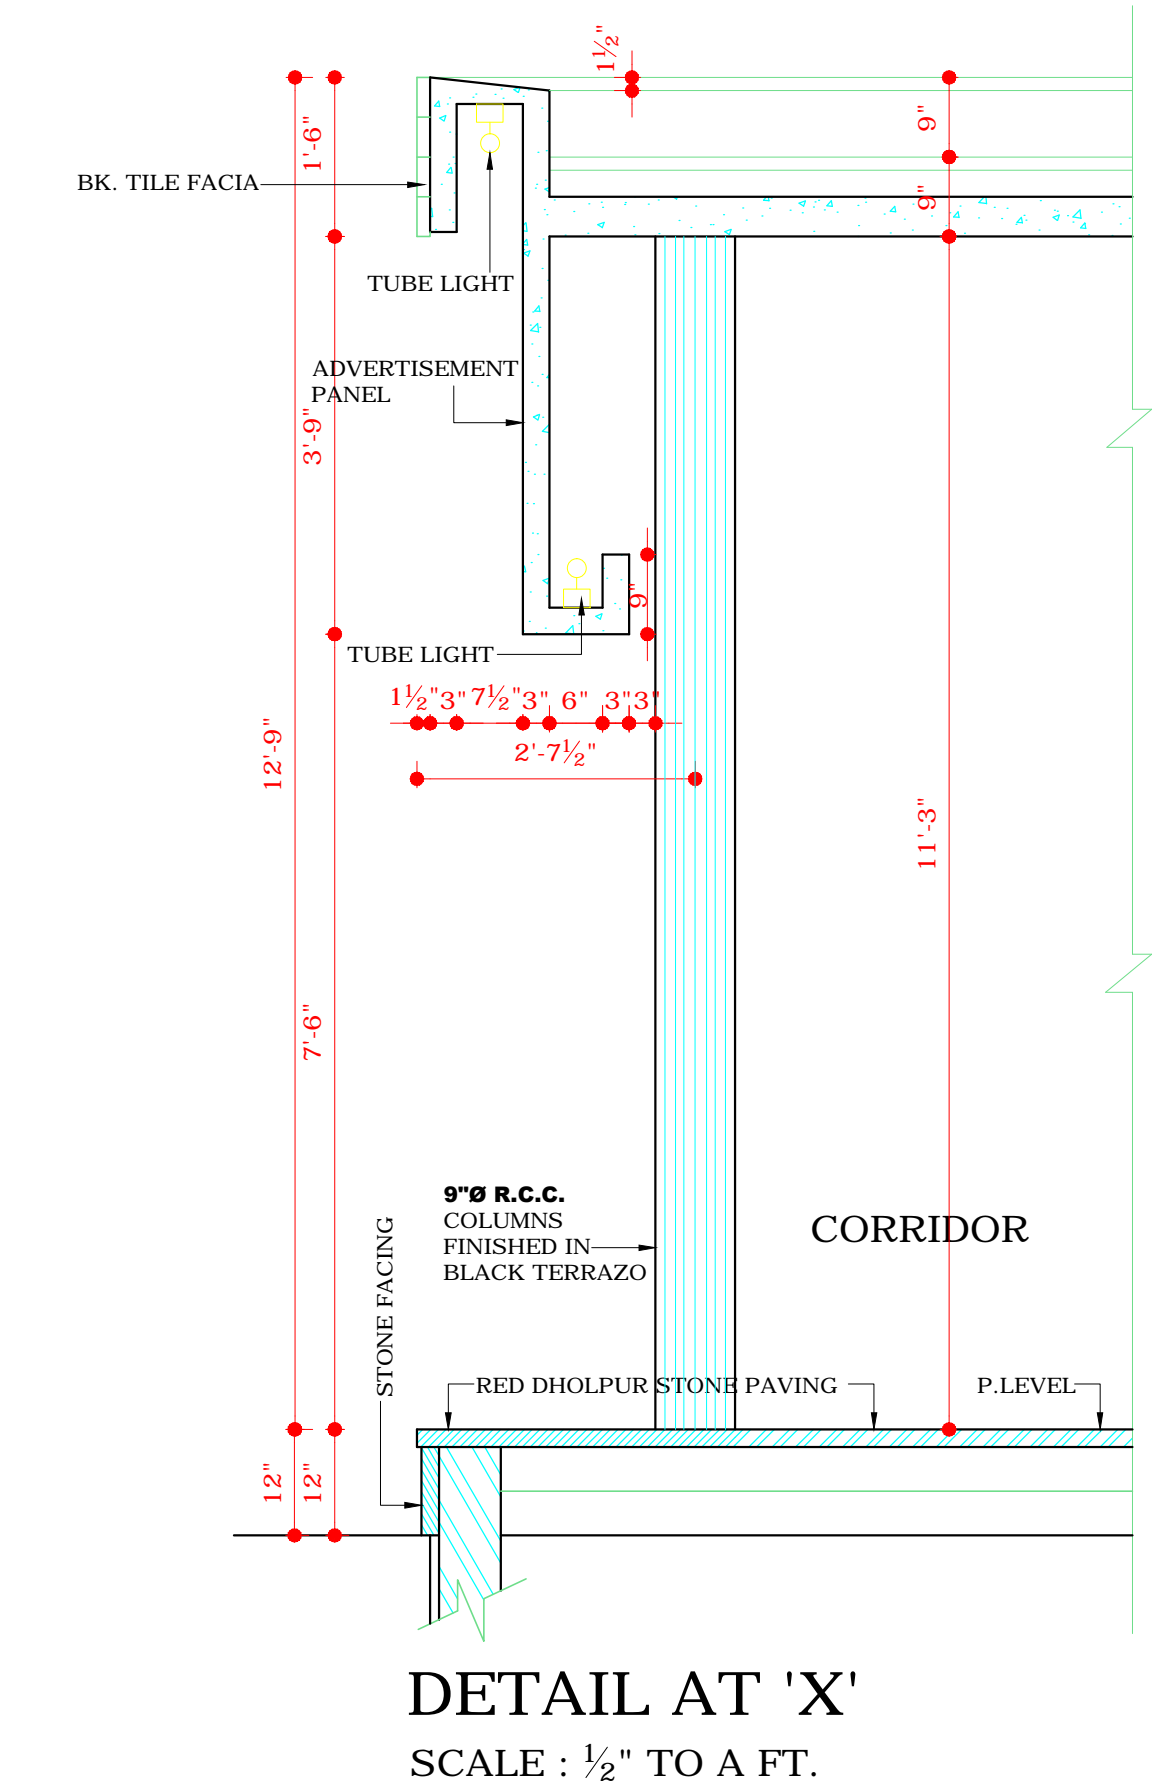 1½"
1'-6"
9"
BK. TILE FACIA
9"
TUBE LIGHT
ADVERTISEMENT
PANEL
3'-9"
9"
TUBE LIGHT
1½"3" 7½"3" 6" 3"3"
2'-7½"
12'-9"
11'-3"
7'-6"
9"Ø R.C.C.
COLUMNS
FINISHED IN
BLACK TERRAZO
CORRIDOR
STONE FACING
RED DHOLPUR STONE PAVING
P.LEVEL
12"
12"
DETAIL AT 'X'
SCALE : ½" TO A FT.